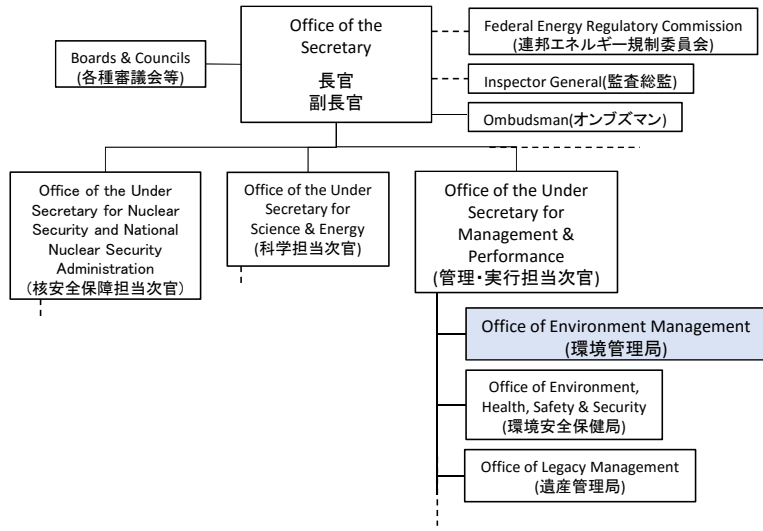 Office of the
Secretary
長官
副長官
Boards & Councils
(各種審議会等)
Federal Energy Regulatory Commission
(連邦エネルギー規制委員会)
Inspector General(監査総監)
Ombudsman(オンブズマン)
Office of the Under
Secretary for Nuclear
Security and National
Nuclear Security
Administration
(核安全保障担当次官)
Office of the Under
Secretary for
Science & Energy
(科学担当次官)
Office of the Under
Secretary for
Management &
Performance
(管理・実行担当次官)
Office of Environment Management
(環境管理局)
Office of Environment,
Health, Safety & Security
(環境安全保健局)
Office of Legacy Management
(遺産管理局)